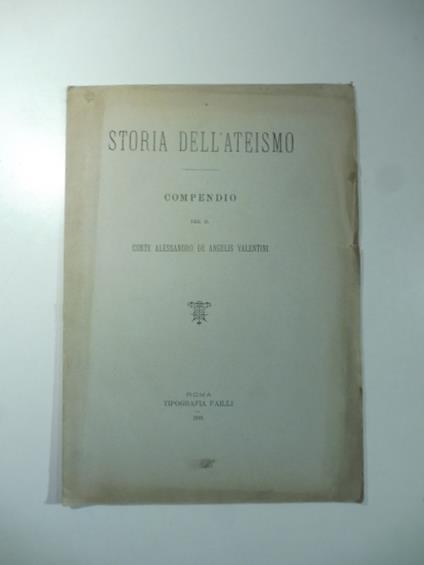 STORIA DELL'ATEISMO
COMPENDIO
CONTE ALESSANDRO DE ANGELIS VALENTINI
ROMA
TIPOGRAFIA FAILLI